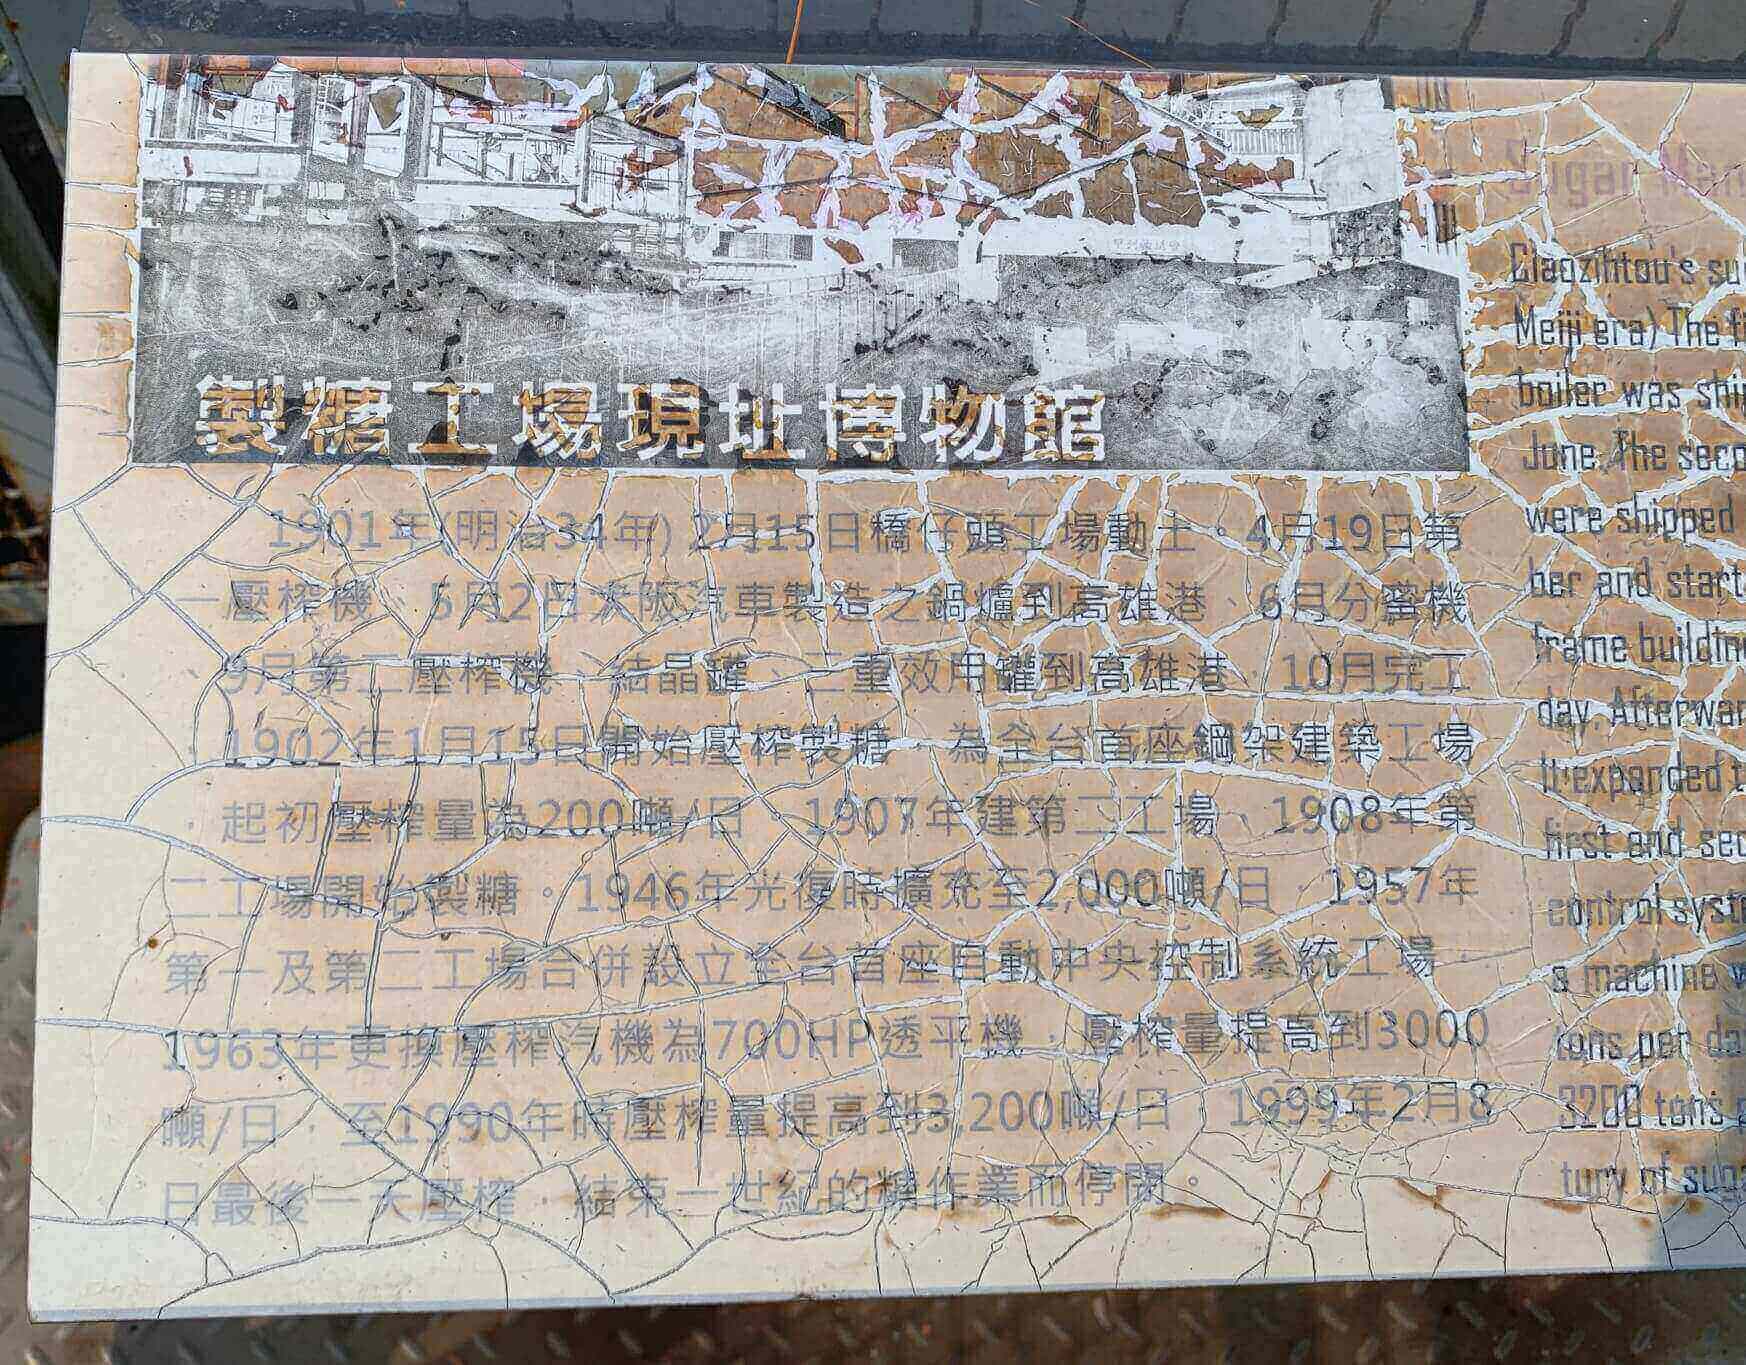 製糖工場現址博物館
1901年(明治34年) 2月15日橋仔頭工場動土、4月19日第
一壓榨機、5月2日大阪汽車製造之鍋爐到高雄港、6月分蜜機
、9月第二壓榨機、結晶罐、二重效用罐到高雄港，10月完工
，1902年1月15日開始壓榨製糖，為全台首座鋼架建築工場
，起初壓榨量為200噸/日，1907年建第二工場、1908年第
二工場開始製糖。1946年光復時擴充至2,000噸/日，1957年
第一及第二工場合併設立全台首座自動中央控制系統工場，
1963年更換壓榨汽機為700HP透平機，壓榨量提高到3000
噸/日，至1990年時壓榨量提高到3,200噸/日，1999年2月8
日最後一天壓榨，結束一世紀的糖作業而停閉。
Sugar
Ciaozihtou's
Meiji era) The
boiler was
June. The
were shipped
ber and
frame
day.
It expanded
first and
control
s machine
tons per
3200 tons
tury of